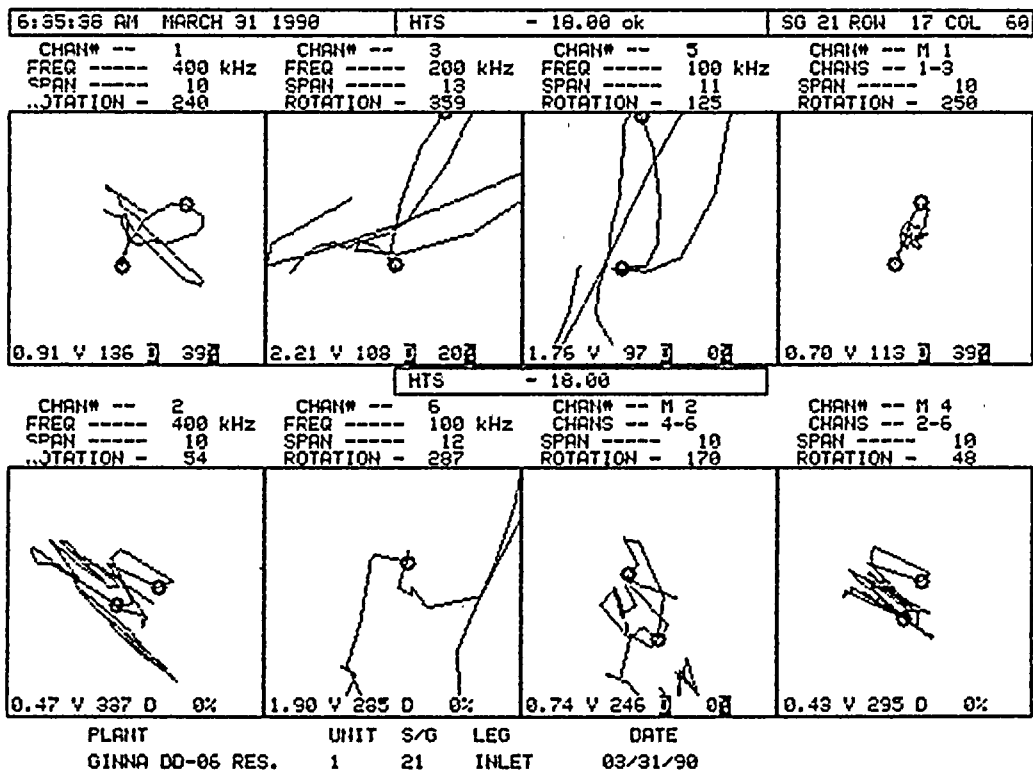 6:35:38 AM MARCH 31 1990 HTS - 18.00 ok SG 21 ROW 17 COL 60
CHAN# -- 1 CHAN# -- 3 CHAN# -- 5 CHAN# -- M 1
FREQ ----- 400 kHz FREQ ----- 200 kHz FREQ ----- 100 kHz CHANS -- 1-3
SPAN ----- 10 SPAN ----- 13 SPAN ----- 11 SPAN ----- 10
OTATION - 240 ROTATION - 359 ROTATION - 125 ROTATION - 250
0.91 V 136 D 39% 2.21 V 108 D 20% 1.76 V 97 D 0% 0.70 V 113 D 39%
HTS - 18.00
CHAN# -- 2 CHAN# -- 6 CHAN# -- M 2 CHAN# -- M 4
FREQ ----- 400 kHz FREQ ----- 100 kHz CHANS -- 4-6 CHANS -- 2-6
SPAN ----- 10 SPAN ----- 12 SPAN ----- 10 SPAN ----- 10
OTATION - 54 ROTATION - 287 ROTATION - 170 ROTATION - 48
0.47 V 337 D 0% 1.90 V 285 D 0% 0.74 V 246 D 0% 0.43 V 295 D 0%
PLANT UNIT S/G LEG DATE
GINNA DD-06 RES. 1 21 INLET 03/31/90